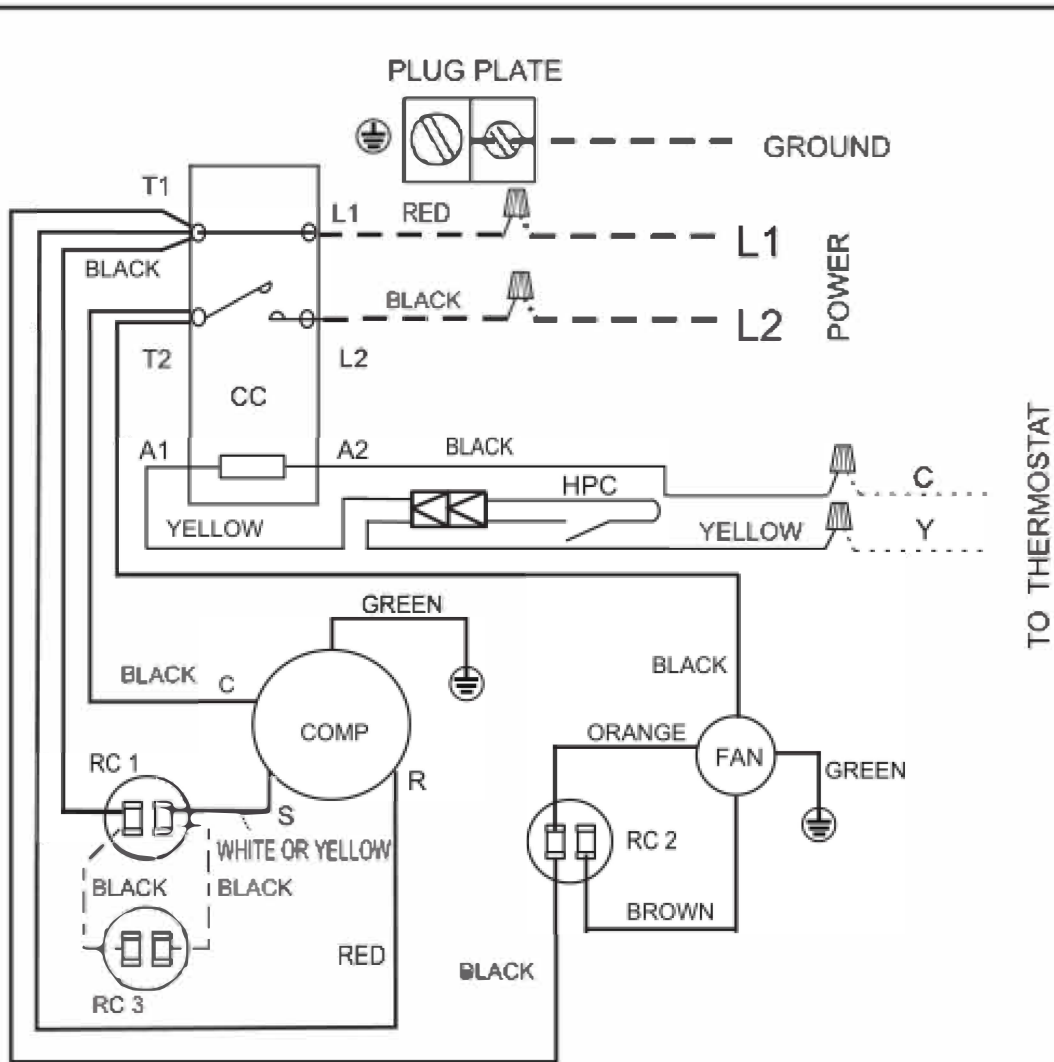 PLUG PLATE
GROUND
T1
L1
RED
L1
BLACK
BLACK
L2
POWER
T2
L2
CC
A1
A2
BLACK
HPC
C
YELLOW
YELLOW
Y
TO THERMOSTAT
GREEN
BLACK
C
BLACK
COMP
ORANGE
FAN
RC 1
R
GREEN
S
RC 2
WHITE OR YELLOW
BLACK
BLACK
BROWN
RED
BLACK
RC 3